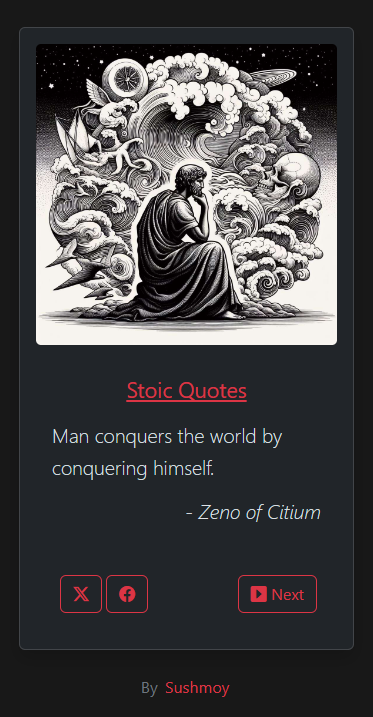 Stoic Quotes
Man conquers the world by
conquering himself.
- Zeno of Citium
Next
By Sushmoy